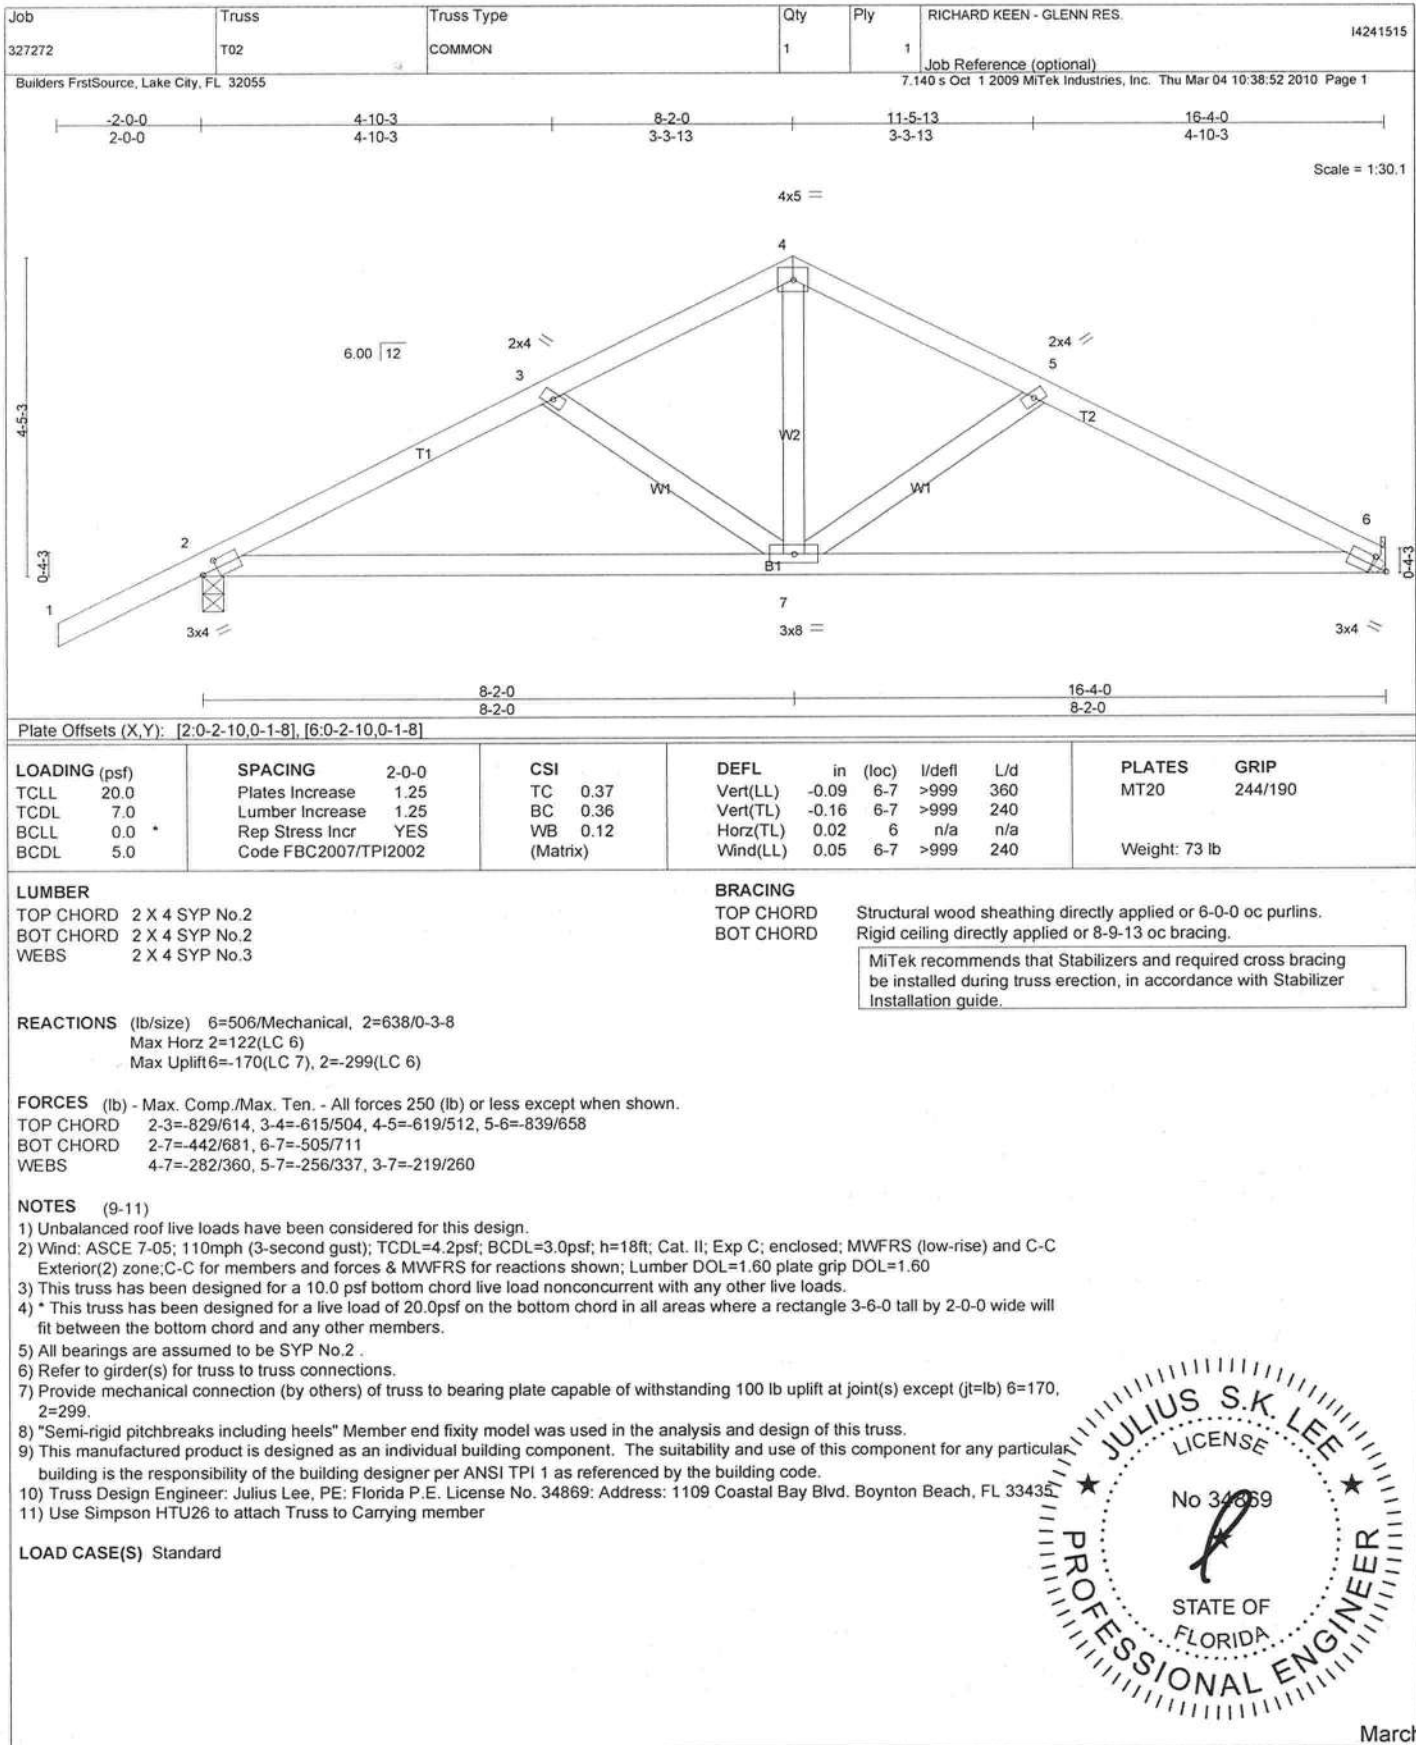 Job Truss Truss Type Qty Ply RICHARD KEEN - GLENN RES.
I4241515
327272 T02 COMMON 1 1
Job Reference (optional)
Builders FrstSource, Lake City, FL 32055 7.140 s Oct 1 2009 MiTek Industries, Inc. Thu Mar 04 10:38:52 2010 Page 1
-2-0-0 4-10-3 8-2-0 11-5-13 16-4-0
2-0-0 4-10-3 3-3-13 3-3-13 4-10-3
Scale = 1:30.1
4x5 =
4
6.00 12
2x4
2x4
3
5
4-5-3
T1
W2
T2
W1
W1
2
6
0-4-3
0-4-3
B1
1
7
3x4
3x8 =
3x4
8-2-0 16-4-0
8-2-0 8-2-0
Plate Offsets (X,Y): [2:0-2-10,0-1-8], [6:0-2-10,0-1-8]
LOADING (psf) SPACING 2-0-0 CSI DEFL in (loc) l/defl L/d PLATES GRIP
TCLL 20.0 Plates Increase 1.25 TC 0.37 Vert(LL) -0.09 6-7 >999 360 MT20 244/190
TCDL 7.0 Lumber Increase 1.25 BC 0.36 Vert(TL) -0.16 6-7 >999 240
BCLL 0.0 * Rep Stress Incr YES WB 0.12 Horz(TL) 0.02 6 n/a n/a
BCDL 5.0 Code FBC2007/TPI2002 (Matrix) Wind(LL) 0.05 6-7 >999 240 Weight: 73 lb
LUMBER
TOP CHORD 2 X 4 SYP No.2
BOT CHORD 2 X 4 SYP No.2
WEBS 2 X 4 SYP No.3
BRACING
TOP CHORD Structural wood sheathing directly applied or 6-0-0 oc purlins.
BOT CHORD Rigid ceiling directly applied or 8-9-13 oc bracing.
MiTek recommends that Stabilizers and required cross bracing
be installed during truss erection, in accordance with Stabilizer
Installation guide.
REACTIONS (lb/size) 6=506/Mechanical, 2=638/0-3-8
Max Horz 2=122(LC 6)
Max Uplift6=-170(LC 7), 2=-299(LC 6)
FORCES (lb) - Max. Comp./Max. Ten. - All forces 250 (lb) or less except when shown.
TOP CHORD 2-3=-829/614, 3-4=-615/504, 4-5=-619/512, 5-6=-839/658
BOT CHORD 2-7=-442/681, 6-7=-505/711
WEBS 4-7=-282/360, 5-7=-256/337, 3-7=-219/260
NOTES (9-11)
1) Unbalanced roof live loads have been considered for this design.
2) Wind: ASCE 7-05; 110mph (3-second gust); TCDL=4.2psf; BCDL=3.0psf; h=18ft; Cat. II; Exp C; enclosed; MWFRS (low-rise) and C-C
Exterior(2) zone;C-C for members and forces & MWFRS for reactions shown; Lumber DOL=1.60 plate grip DOL=1.60
3) This truss has been designed for a 10.0 psf bottom chord live load nonconcurrent with any other live loads.
4) * This truss has been designed for a live load of 20.0psf on the bottom chord in all areas where a rectangle 3-6-0 tall by 2-0-0 wide will
fit between the bottom chord and any other members.
5) All bearings are assumed to be SYP No.2 .
6) Refer to girder(s) for truss to truss connections.
7) Provide mechanical connection (by others) of truss to bearing plate capable of withstanding 100 lb uplift at joint(s) except (jt=lb) 6=170,
2=299.
8) "Semi-rigid pitchbreaks including heels" Member end fixity model was used in the analysis and design of this truss.
9) This manufactured product is designed as an individual building component. The suitability and use of this component for any particular
building is the responsibility of the building designer per ANSI TPI 1 as referenced by the building code.
10) Truss Design Engineer: Julius Lee, PE: Florida P.E. License No. 34869: Address: 1109 Coastal Bay Blvd. Boynton Beach, FL 33435
11) Use Simpson HTU26 to attach Truss to Carrying member
LOAD CASE(S) Standard
JULIUS S.K. LEE
LICENSE
No 34869
STATE OF
FLORIDA
PROFESSIONAL ENGINEER
March